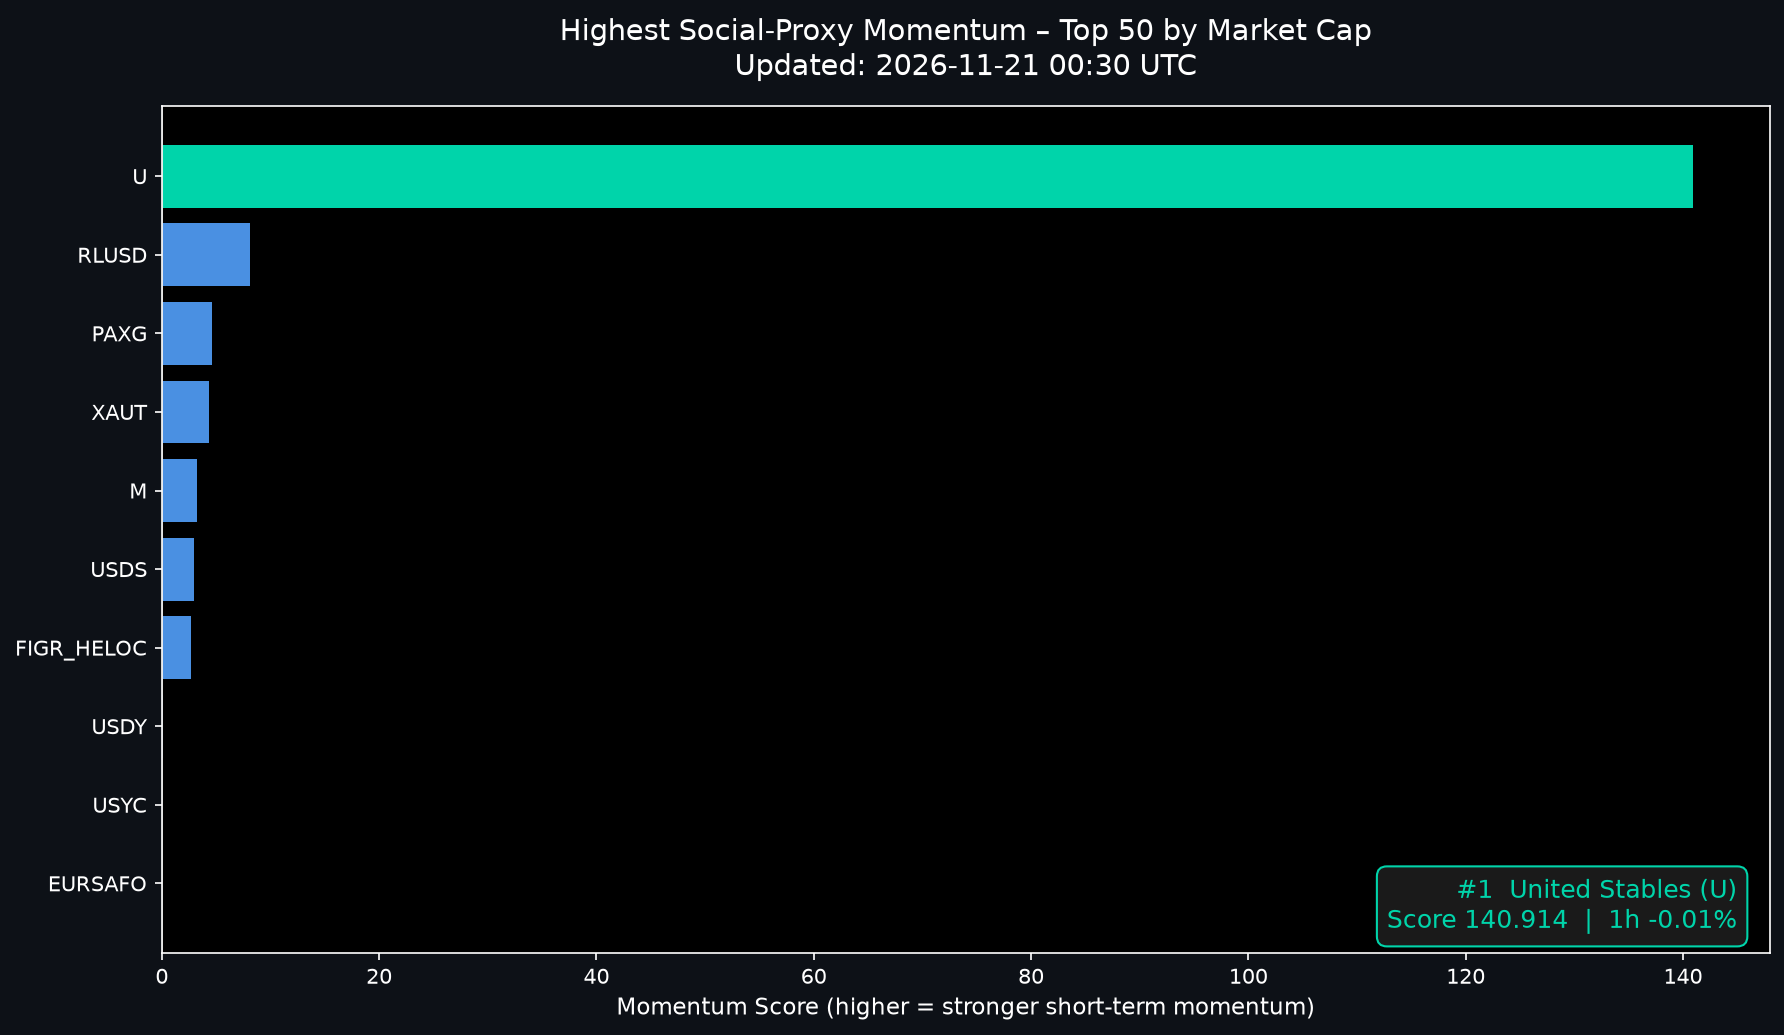 Highest Social-Proxy Momentum – Top 50 by Market Cap
Updated: 2026-11-21 00:30 UTC
U
RLUSD
PAXG
XAUT
M
USDS
FIGR_HELOC
USDY
USYC
EURSAFO
#1  United Stables (U)
Score 140.914  |  1h -0.01%
0 20 40 60 80 100 120 140
Momentum Score (higher = stronger short-term momentum)